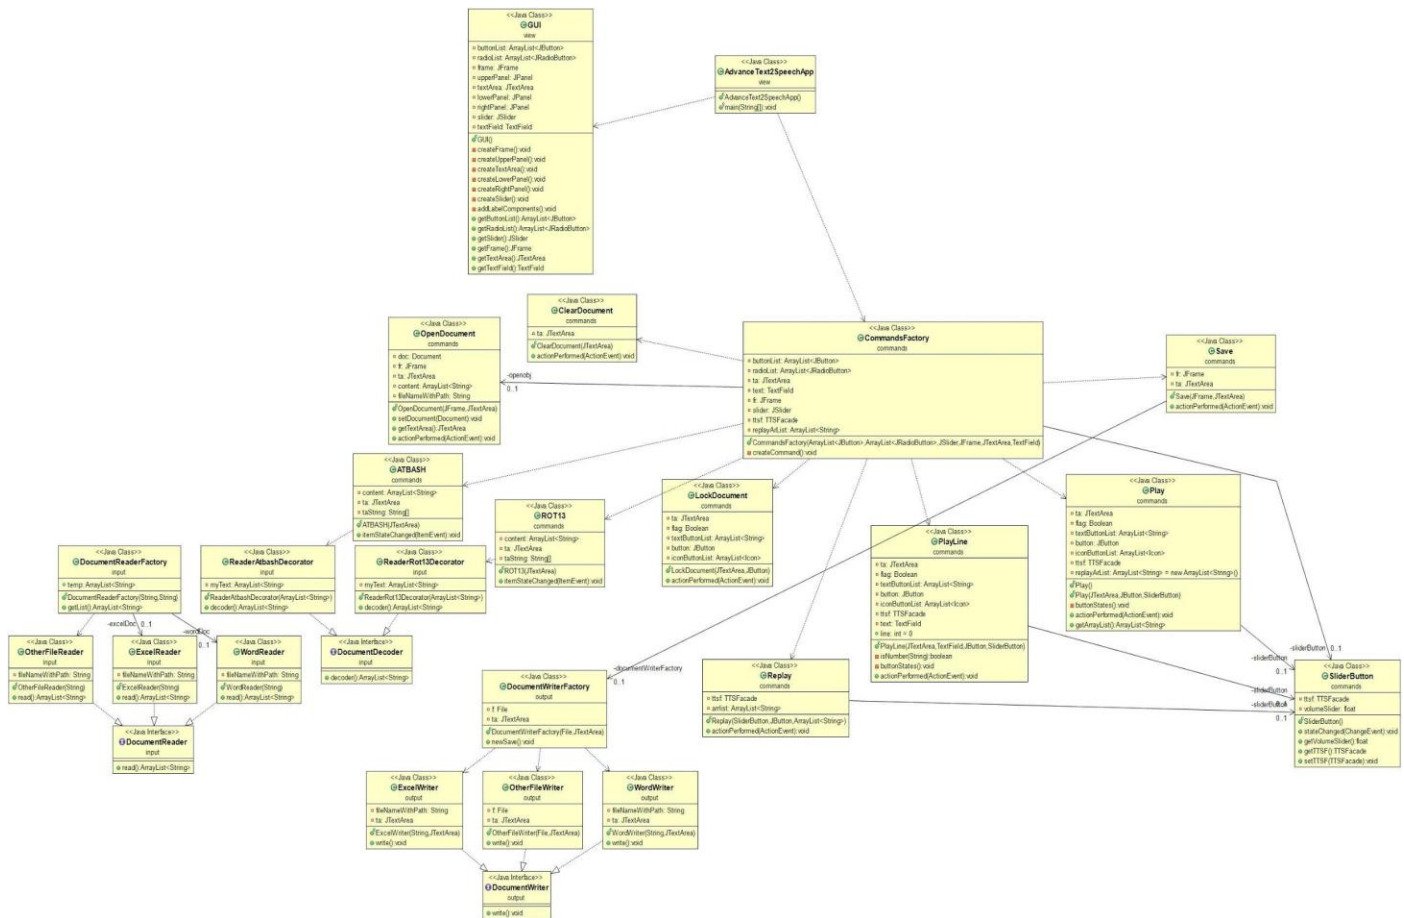 <<Java Class>>
GUI
view
buttonList: ArrayList<JButton>
radioList: ArrayList<JRadioButton>
frame: JFrame
upperPanel: JPanel
textArea: JTextArea
lowerPanel: JPanel
rightPanel: JPanel
slider: JSlider
textField: TextField
GUI()
createFrame():void
createUpperPanel():void
createTextArea():void
createLowerPanel():void
createRightPanel():void
createSlider():void
addLabelComponents():void
getButtonList():ArrayList<JButton>
getRadioList():ArrayList<JRadioButton>
getSlider():JSlider
getFrame():JFrame
getTextArea():JTextArea
getTextField():TextField
<<Java Class>>
AdvanceText2SpeechApp
view
AdvanceText2SpeechApp()
main(String[]):void
<<Java Class>>
ClearDocument
commands
ta: JTextArea
ClearDocument(JTextArea)
actionPerformed(ActionEvent):void
<<Java Class>>
OpenDocument
commands
doc: Document
fr: JFrame
ta: JTextArea
content: ArrayList<String>
fileNameWithPath: String
OpenDocument(JFrame,JTextArea)
setDocument(Document):void
getTextArea():JTextArea
actionPerformed(ActionEvent):void
-openobj
0..1
<<Java Class>>
CommandsFactory
commands
buttonList: ArrayList<JButton>
radioList: ArrayList<JRadioButton>
ta: JTextArea
text: TextField
fr: JFrame
slider: JSlider
ttsf: TTSFacade
replayArList: ArrayList<String>
CommandsFactory(ArrayList<JButton>,ArrayList<JRadioButton>,JSlider,JFrame,JTextArea,TextField)
createCommand():void
<<Java Class>>
Save
commands
fr: JFrame
ta: JTextArea
Save(JFrame,JTextArea)
actionPerformed(ActionEvent):void
<<Java Class>>
ATBASH
commands
content: ArrayList<String>
ta: JTextArea
taString: String[]
ATBASH(JTextArea)
itemStateChanged(ItemEvent):void
<<Java Class>>
ROT13
commands
content: ArrayList<String>
ta: JTextArea
taString: String[]
ROT13(JTextArea)
itemStateChanged(ItemEvent):void
<<Java Class>>
LockDocument
commands
ta: JTextArea
flag: Boolean
textButtonList: ArrayList<String>
button: JButton
iconButtonList: ArrayList<Icon>
LockDocument(JTextArea,JButton)
actionPerformed(ActionEvent):void
<<Java Class>>
PlayLine
commands
ta: JTextArea
flag: Boolean
textButtonList: ArrayList<String>
button: JButton
iconButtonList: ArrayList<Icon>
ttsf: TTSFacade
text: TextField
line: int = 0
PlayLine(JTextArea,TextField,JButton,SliderButton)
isNumber(String):boolean
buttonStates():void
actionPerformed(ActionEvent):void
<<Java Class>>
Play
commands
ta: JTextArea
flag: Boolean
textButtonList: ArrayList<String>
button: JButton
iconButtonList: ArrayList<Icon>
ttsf: TTSFacade
replayArList: ArrayList<String> = new ArrayList<String>()
Play()
Play(JTextArea,JButton,SliderButton)
buttonStates():void
actionPerformed(ActionEvent):void
getArrayList():ArrayList<String>
<<Java Class>>
DocumentReaderFactory
input
temp: ArrayList<String>
DocumentReaderFactory(String,String)
getList():ArrayList<String>
<<Java Class>>
ReaderAtbashDecorator
input
myText: ArrayList<String>
ReaderAtbashDecorator(ArrayList<String>)
decoder():ArrayList<String>
<<Java Class>>
ReaderRot13Decorator
input
myText: ArrayList<String>
ReaderRot13Decorator(ArrayList<String>)
decoder():ArrayList<String>
-excelDoc
0..1
-wordDoc
0..1
<<Java Class>>
OtherFileReader
input
fileNameWithPath: String
OtherFileReader(String)
read():ArrayList<String>
<<Java Class>>
ExcelReader
input
fileNameWithPath: String
ExcelReader(String)
read():ArrayList<String>
<<Java Class>>
WordReader
input
fileNameWithPath: String
WordReader(String)
read():ArrayList<String>
<<Java Interface>>
DocumentDecoder
input
decoder():ArrayList<String>
<<Java Interface>>
DocumentReader
input
read():ArrayList<String>
-documentWriterFactory
0..1
<<Java Class>>
DocumentWriterFactory
output
f: File
ta: JTextArea
DocumentWriterFactory(File,JTextArea)
newSave():void
<<Java Class>>
Replay
commands
ttsf: TTSFacade
arrlist: ArrayList<String>
Replay(SliderButton,JButton,ArrayList<String>)
actionPerformed(ActionEvent):void
-sliderButton
0..1
-sliderButton
-sliderButton
-sliderButton
0..1
<<Java Class>>
SliderButton
commands
ttsf: TTSFacade
volumeSlider: float
SliderButton()
stateChanged(ChangeEvent):void
getVolumeSlider():float
getTTSF():TTSFacade
setTTSF(TTSFacade):void
<<Java Class>>
ExcelWriter
output
fileNameWithPath: String
ta: JTextArea
ExcelWriter(String,JTextArea)
write():void
<<Java Class>>
OtherFileWriter
output
f: File
ta: JTextArea
OtherFileWriter(File,JTextArea)
write():void
<<Java Class>>
WordWriter
output
fileNameWithPath: String
ta: JTextArea
WordWriter(String,JTextArea)
write():void
<<Java Interface>>
DocumentWriter
output
write():void